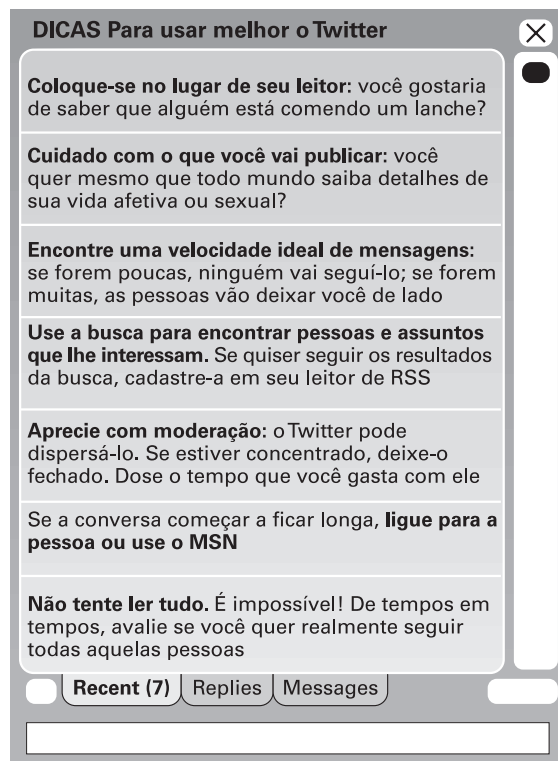 DICAS Para usar melhor o Twitter
Coloque-se no lugar de seu leitor: você gostaria
de saber que alguém está comendo um lanche?
Cuidado com o que você vai publicar: você
quer mesmo que todo mundo saiba detalhes de
sua vida afetiva ou sexual?
Encontre uma velocidade ideal de mensagens:
se forem poucas, ninguém vai seguí-lo; se forem
muitas, as pessoas vão deixar você de lado
Use a busca para encontrar pessoas e assuntos
que lhe interessam. Se quiser seguir os resultados
da busca, cadastre-a em seu leitor de RSS
Aprecie com moderação: o Twitter pode
dispersá-lo. Se estiver concentrado, deixe-o
fechado. Dose o tempo que você gasta com ele
Se a conversa começar a ficar longa, ligue para a
pessoa ou use o MSN
Não tente ler tudo. É impossível! De tempos em
tempos, avalie se você quer realmente seguir
todas aquelas pessoas
Recent (7) Replies Messages